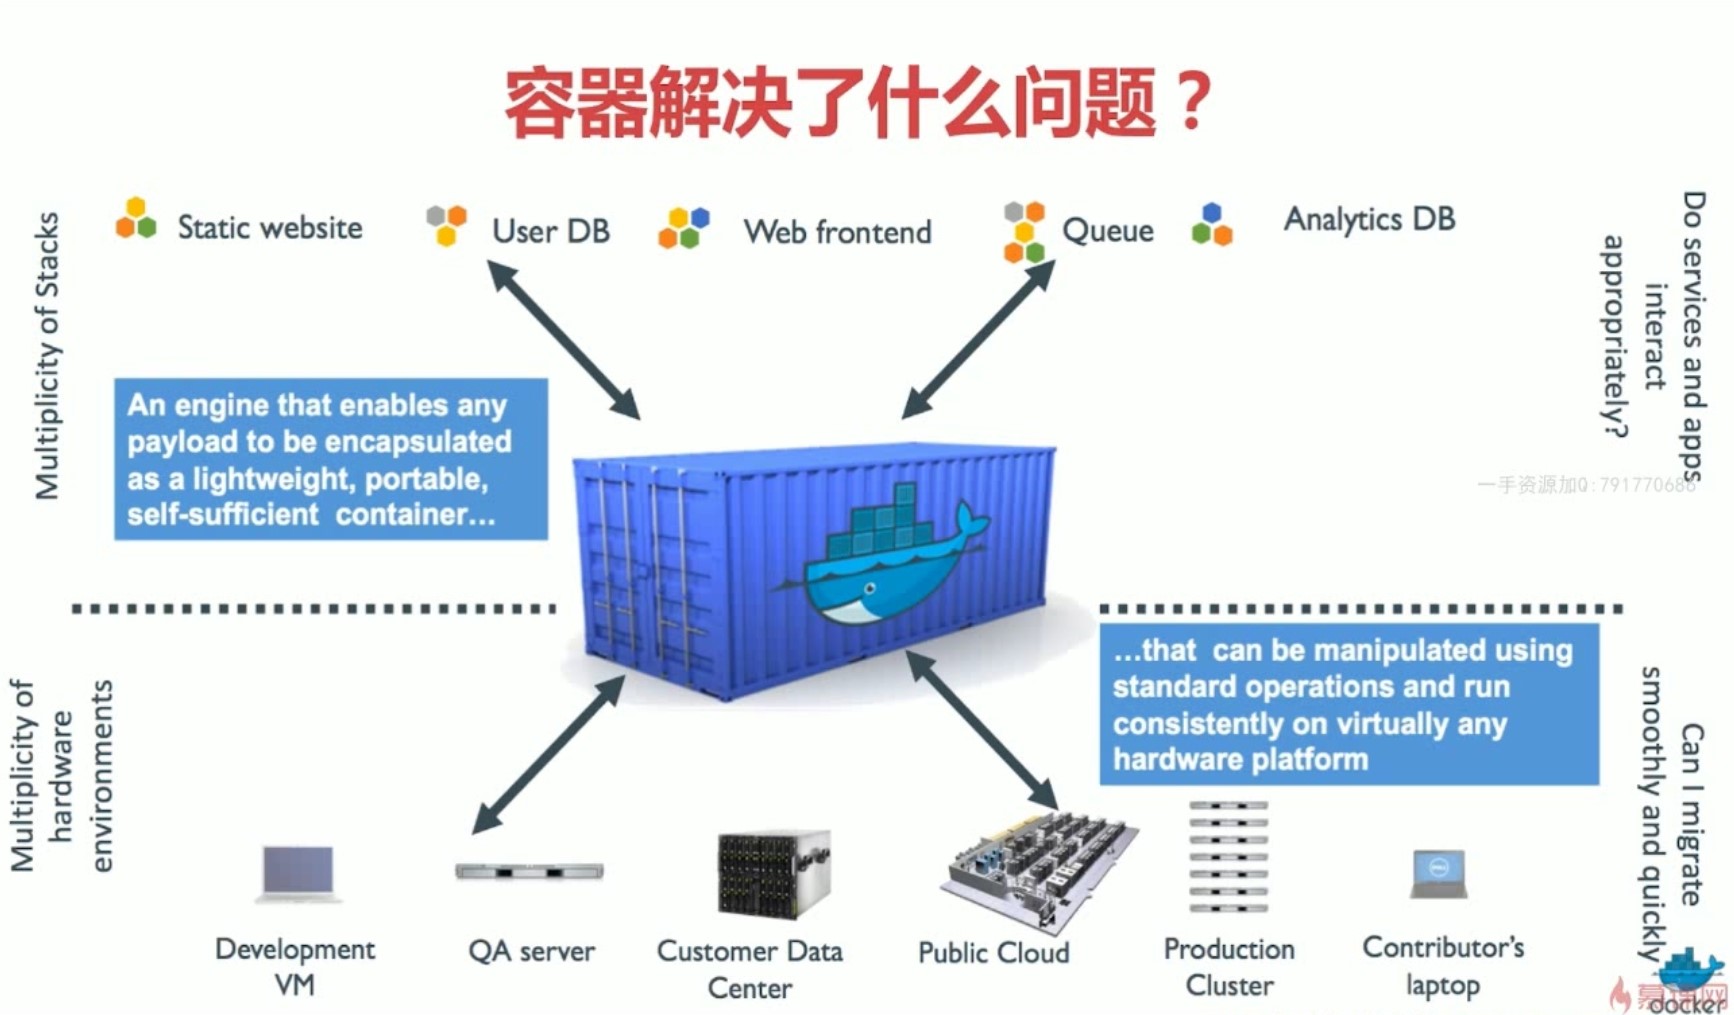 容器解决了什么问题？
Static website
User DB
Web frontend
Queue
Analytics DB
Multiplicity of Stacks
Do services and apps
interact
appropriately?
An engine that enables any
payload to be encapsulated
as a lightweight, portable,
self-sufficient container...
一手资源加Q:791770686
...that can be manipulated using
standard operations and run
consistently on virtually any
hardware platform
Multiplicity of
hardware
environments
Can I migrate
smoothly and quickly
Development
VM
QA server
Customer Data
Center
Public Cloud
Production
Cluster
Contributor's
laptop
DELL
慕课网
docker